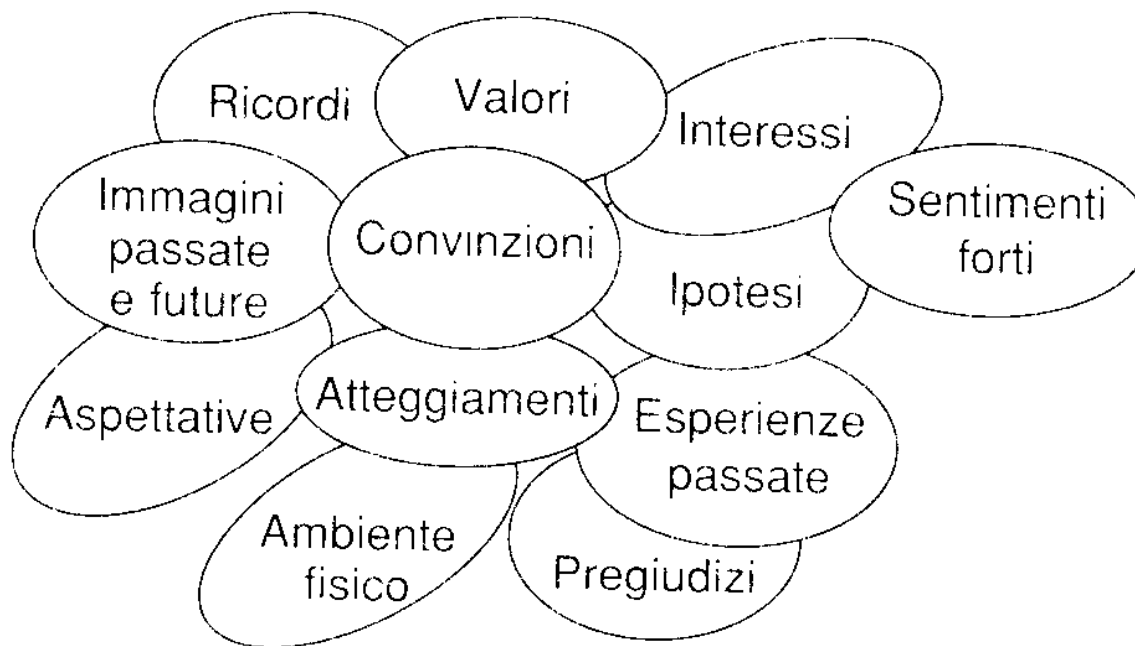 Ricordi
Valori
Interessi
Immagini
passate
e future
Convinzioni
Sentimenti
forti
Ipotesi
Aspettative
Atteggiamenti
Esperienze
passate
Ambiente
fisico
Pregiudizi